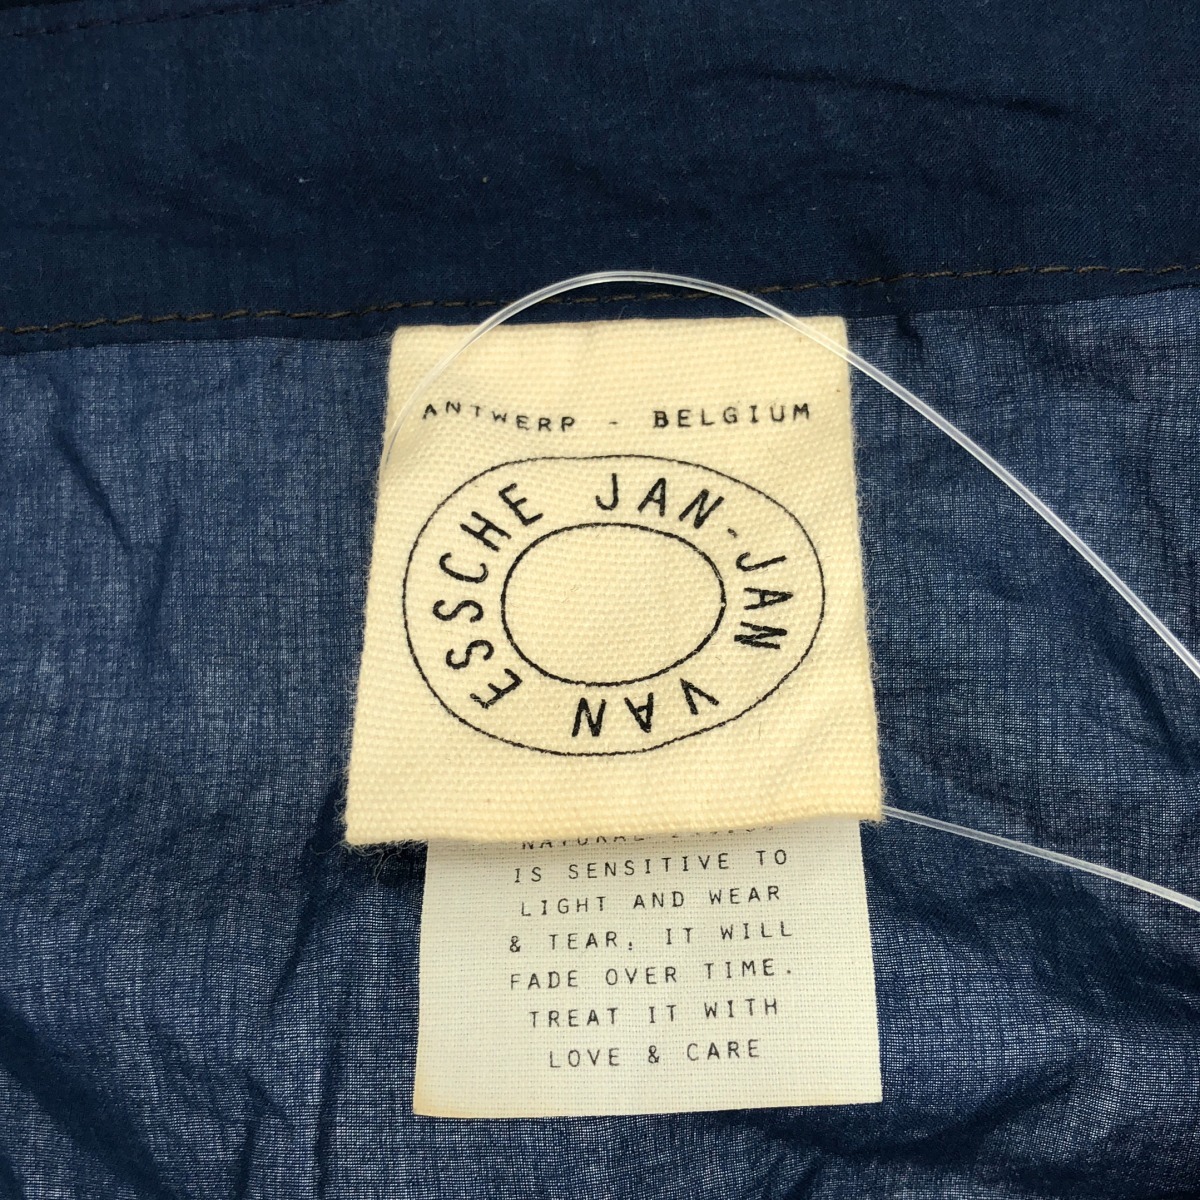 ANTWERP - BELGIUM
JAN-JAN VAN ESSCHE
NATURAL
IS SENSITIVE TO
LIGHT AND WEAR
& TEAR, IT WILL
FADE OVER TIME.
TREAT IT WITH
LOVE & CARE